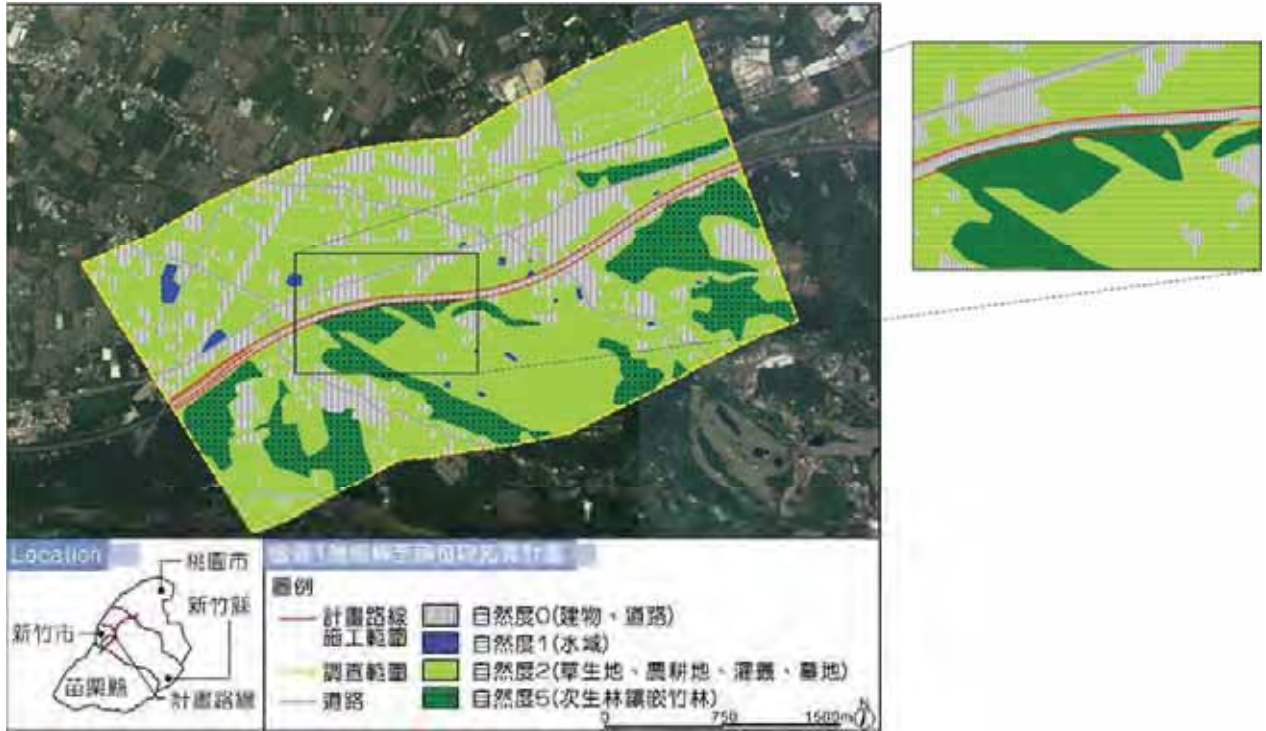 Location
桃園市
新竹縣
新竹市
苗栗縣
計畫路線
圖例
計畫路線
施工範圍
調查範圍
道路
自然度0(建物、道路)
自然度1(水域)
自然度2(草生地、農耕地、灌叢、墓地)
自然度5(次生林鑲嵌竹林)
0 750 1500m
N